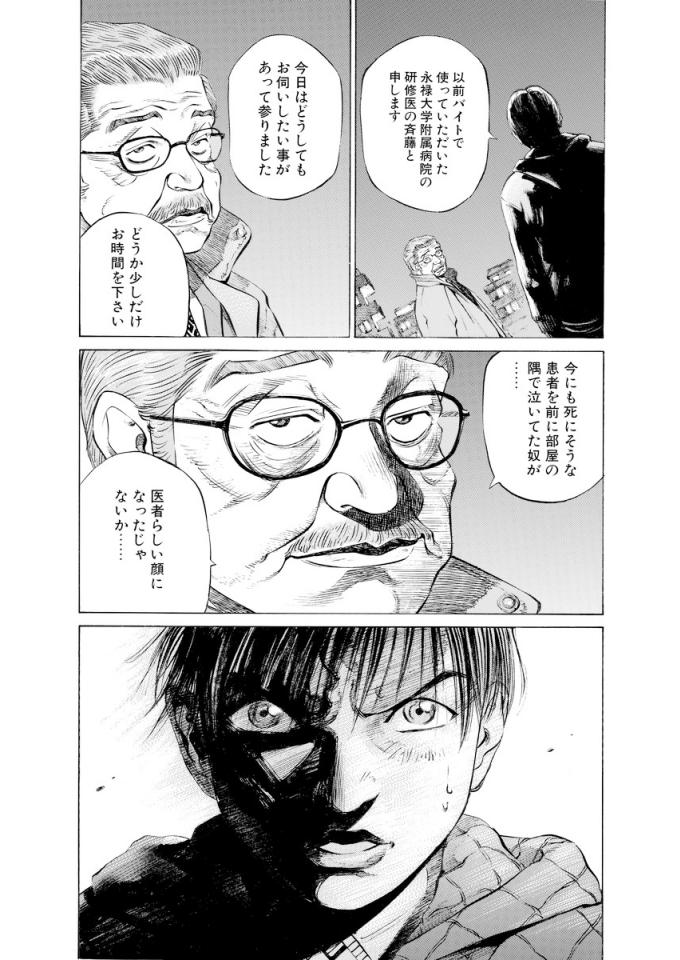 以前バイトで
使っていただいた
永禄大学附属病院の
研修医の斉藤と
申します
今日はどうしても
お伺いしたい事が
あって参りました
どうか少しだけ
お時間を下さい
今にも死にそうな
患者を前に部屋の
隅で泣いてた奴が
……
医者らしい顔に
なったじゃ
ないか……